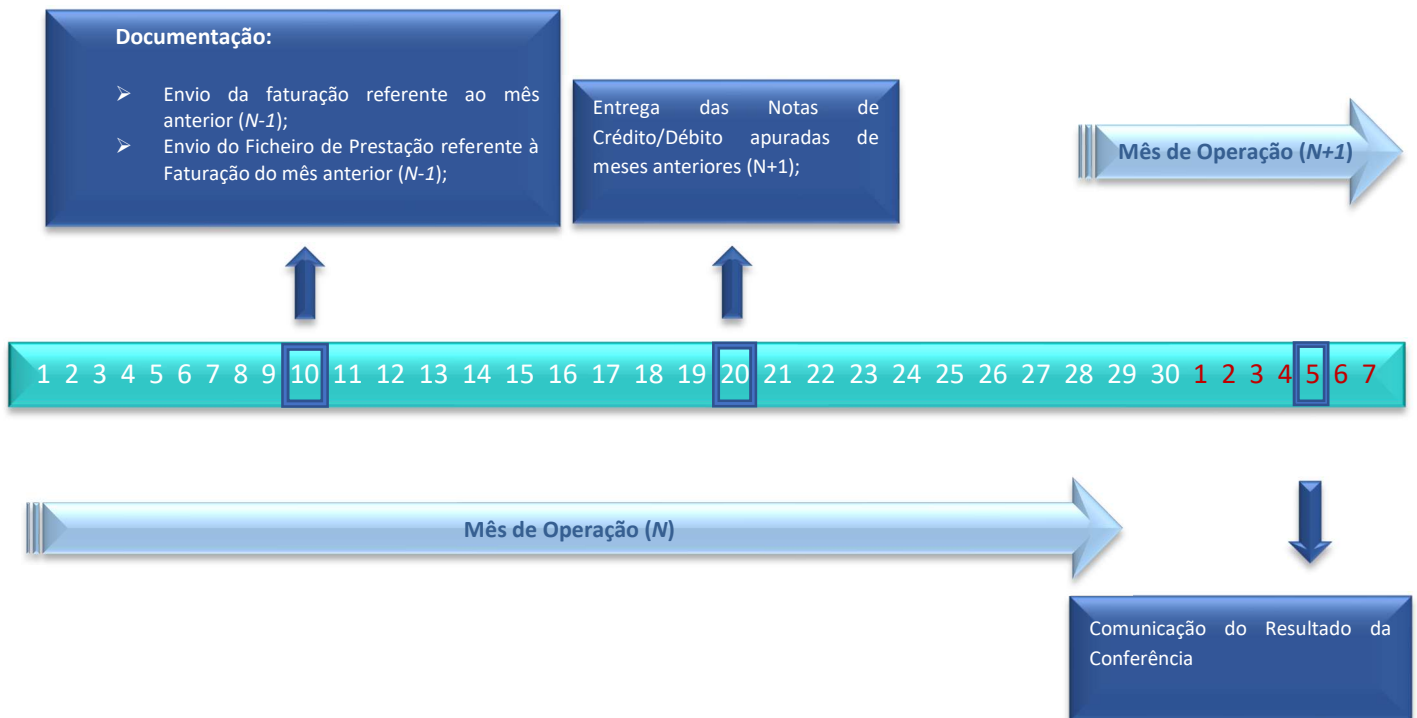 Documentação:
➢ Envio da faturação referente ao mês
anterior (N-1);
➢ Envio do Ficheiro de Prestação referente à
Faturação do mês anterior (N-1);
Entrega das Notas de
Crédito/Débito apuradas de
meses anteriores (N+1);
Mês de Operação (N+1)
1 2 3 4 5 6 7 8 9 10 11 12 13 14 15 16 17 18 19 20 21 22 23 24 25 26 27 28 29 30 1 2 3 4 5 6 7
Mês de Operação (N)
Comunicação do Resultado da
Conferência